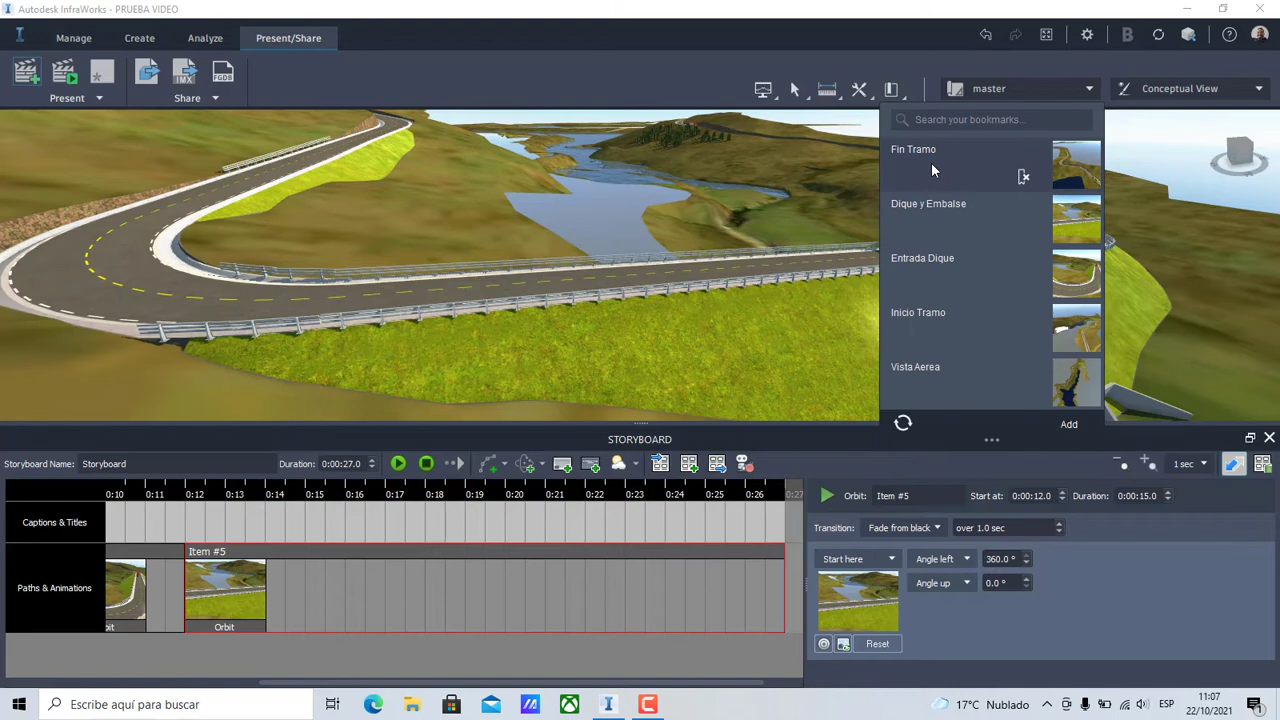 Autodesk InfraWorks - PRUEBA VIDEO
Manage
Create
Analyze
Present/Share
IMX
FGDB
Present
Share
master
Conceptual View
Search your bookmarks...
Fin Tramo
Dique y Embalse
Entrada Dique
Inicio Tramo
Vista Aerea
Add
STORYBOARD
Storyboard Name:
Storyboard
Duration:
0:00:27.0
1 sec
0:10
0:11
0:12
0:13
0:14
0:15
0:16
0:17
0:18
0:19
0:20
0:21
0:22
0:23
0:24
0:25
0:26
0:27
Orbit:
Item #5
Start at:
0:00:12.0
Duration:
0:00:15.0
Captions & Titles
Transition:
Fade from black
over 1.0 sec
Item #5
Start here
Angle left
360.0 °
Paths & Animations
Angle up
0.0 °
bit
Orbit
Reset
Escribe aquí para buscar
17°C Nublado
ESP
11:07
22/10/2021
1